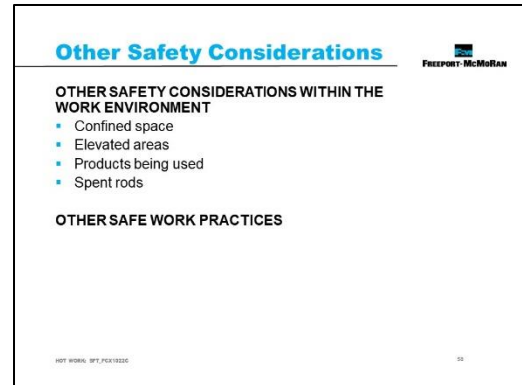 Other Safety Considerations
FCX
FREEPORT-McMoRAN
OTHER SAFETY CONSIDERATIONS WITHIN THE
WORK ENVIRONMENT
▪ Confined space
▪ Elevated areas
▪ Products being used
▪ Spent rods
OTHER SAFE WORK PRACTICES
HOT WORK: SFT_FCX1022C